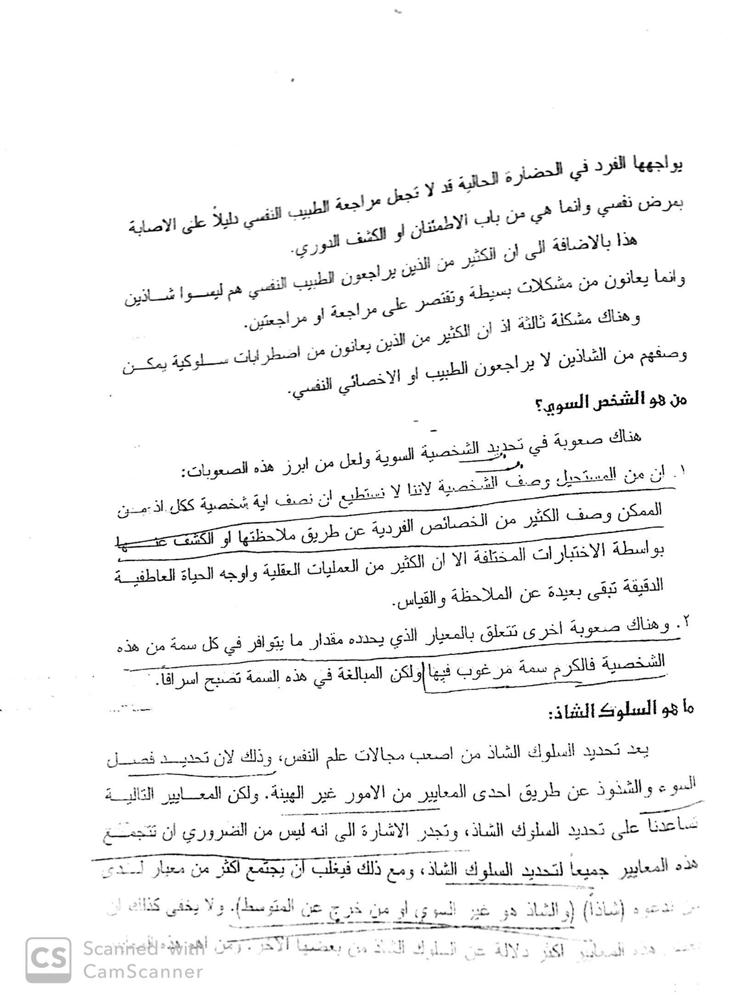 يواجهها الفرد في الحضارة الحالية قد لا تجعل مراجعة الطبيب النفسي دليلاً على الاصابة
بمرض نفسي وانما هي من باب الاطمئنان او الكشف الدوري.
هذا بالاضافة الى ان الكثير من الذين يراجعون الطبيب النفسي هم ليسوا شاذين
وانما يعانون من مشكلات بسيطة وتقتصر على مراجعة او مراجعتين.
وهناك مشكلة ثالثة اذ ان الكثير من الذين يعانون من اضطرابات سلوكية يمكن
وصفهم من الشاذين لا يراجعون الطبيب او الاخصائي النفسي.
من هو الشخص السوي؟
هناك صعوبة في تحديد الشخصية السوية ولعل من ابرز هذه الصعوبات:
١. ان من المستحيل وصف الشخصية لاننا لا نستطيع ان نصف اية شخصية ككل اذ من
الممكن وصف الكثير من الخصائص الفردية عن طريق ملاحظتها او الكشف عنها
بواسطة الاختبارات المختلفة الا ان الكثير من العمليات العقلية واوجه الحياة العاطفية
الدقيقة تبقى بعيدة عن الملاحظة والقياس.
٢. وهناك صعوبة اخرى تتعلق بالمعيار الذي يحدده مقدار ما يتوافر في كل سمة من هذه
الشخصية فالكرم سمة مرغوب فيها ولكن المبالغة في هذه السمة تصبح اسرافاً.
ما هو السلوك الشاذ:
يعد تحديد السلوك الشاذ من اصعب مجالات علم النفس، وذلك لان تحديد فصل
السوء والشذوذ عن طريق احدى المعايير من الامور غير الهينة. ولكن المعايير التالية
تساعدنا على تحديد السلوك الشاذ، وتجدر الاشارة الى انه ليس من الضروري ان تتجمع
هذه المعايير جميعاً لتحديد السلوك الشاذ، ومع ذلك فيغلب ان يجتمع اكثر من معيار لدى
من ندعوه (شاذاً) (والشاذ هو غير السوي او من خرج عن المتوسط). ولا يخفى كذلك ان
هذه المعايير اكثر دلالة عن السلوك الشاذ من بعضها الآخر. ومن اهم هذه
CS Scanned with
CamScanner